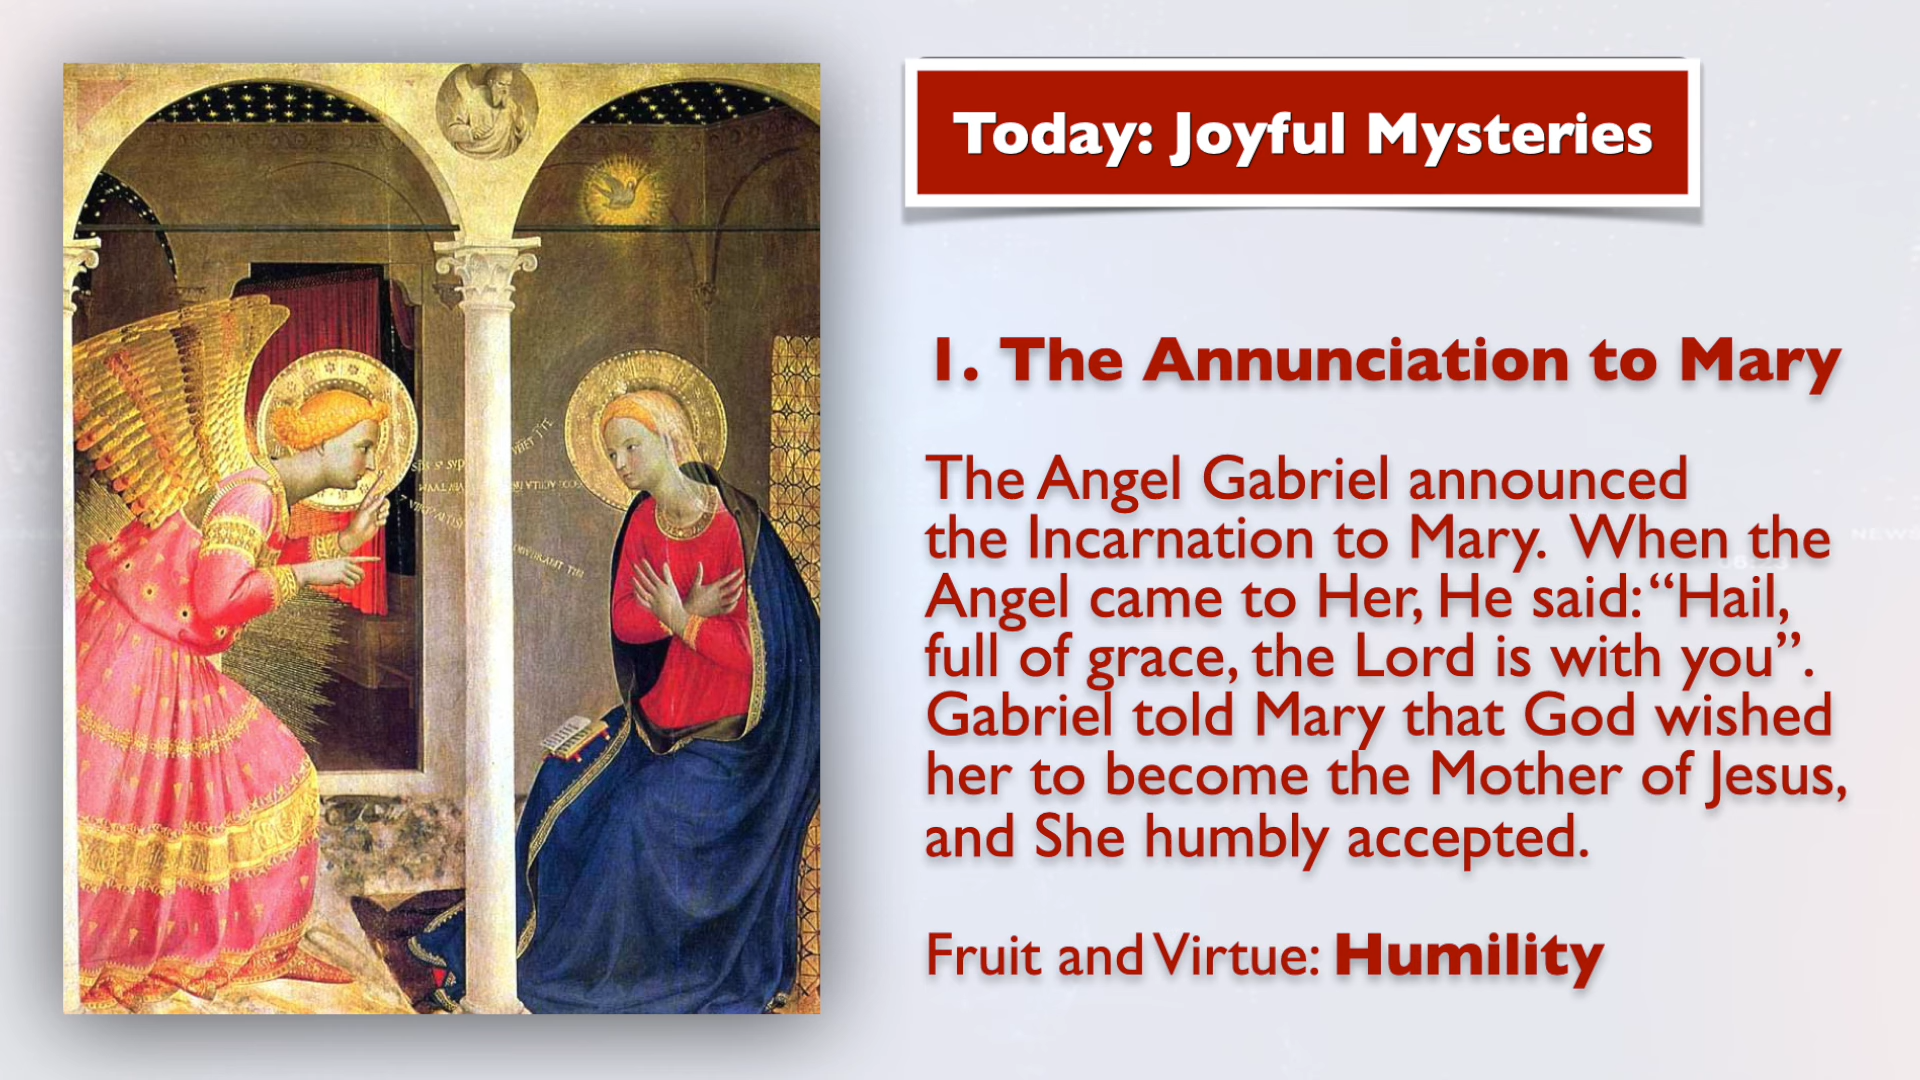 Today: Joyful Mysteries
1. The Annunciation to Mary
The Angel Gabriel announced
the Incarnation to Mary. When the
Angel came to Her, He said: “Hail,
full of grace, the Lord is with you”.
Gabriel told Mary that God wished
her to become the Mother of Jesus,
and She humbly accepted.
Fruit and Virtue: Humility